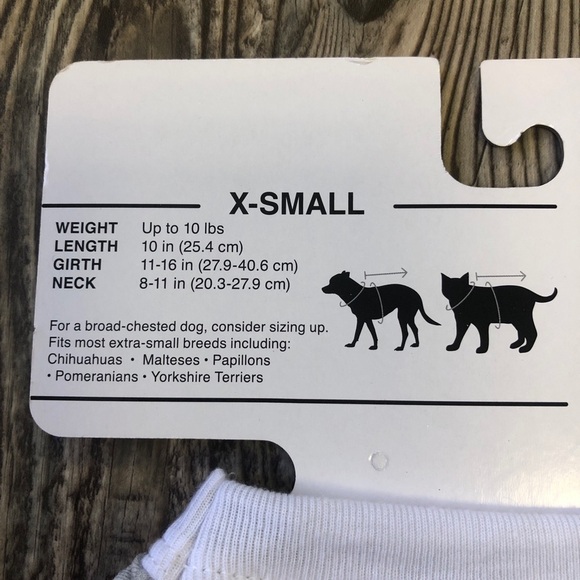 X-SMALL
WEIGHT Up to 10 lbs
LENGTH 10 in (25.4 cm)
GIRTH 11-16 in (27.9-40.6 cm)
NECK 8-11 in (20.3-27.9 cm)
For a broad-chested dog, consider sizing up.
Fits most extra-small breeds including:
Chihuahuas • Malteses • Papillons
• Pomeranians • Yorkshire Terriers